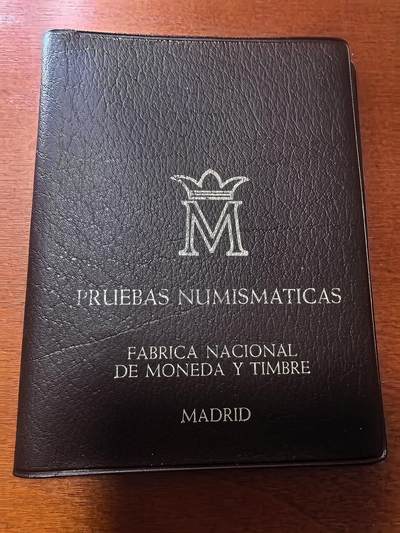 M
PRUEBAS NUMISMATICAS
FABRICA NACIONAL
DE MONEDA Y TIMBRE
MADRID